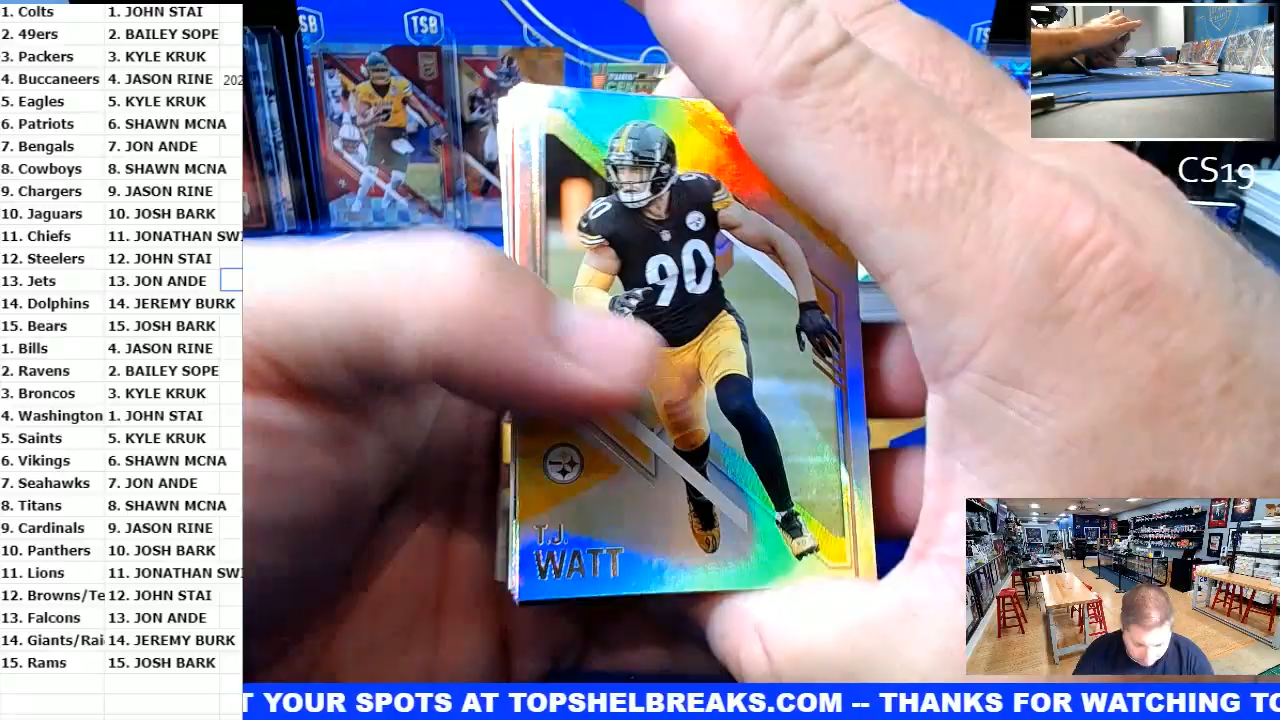 1. Colts 1. JOHN STAI
2. 49ers 2. BAILEY SOPE
3. Packers 3. KYLE KRUK
4. Buccaneers 4. JASON RINE 202
5. Eagles 5. KYLE KRUK
6. Patriots 6. SHAWN MCNA
7. Bengals 7. JON ANDE
8. Cowboys 8. SHAWN MCNA
9. Chargers 9. JASON RINE
10. Jaguars 10. JOSH BARK
11. Chiefs 11. JONATHAN SWI
12. Steelers 12. JOHN STAI
13. Jets 13. JON ANDE
14. Dolphins 14. JEREMY BURK
15. Bears 15. JOSH BARK
1. Bills 4. JASON RINE
2. Ravens 2. BAILEY SOPE
3. Broncos 3. KYLE KRUK
4. Washington 1. JOHN STAI
5. Saints 5. KYLE KRUK
6. Vikings 6. SHAWN MCNA
7. Seahawks 7. JON ANDE
8. Titans 8. SHAWN MCNA
9. Cardinals 9. JASON RINE
10. Panthers 10. JOSH BARK
11. Lions 11. JONATHAN SWI
12. Browns/Te 12. JOHN STAI
13. Falcons 13. JON ANDE
14. Giants/Rai 14. JEREMY BURK
15. Rams 15. JOSH BARK
TSB
TSB
90
90
90
T.J.
WATT
CS19
T YOUR SPOTS AT TOPSHELBREAKS.COM -- THANKS FOR WATCHING TO